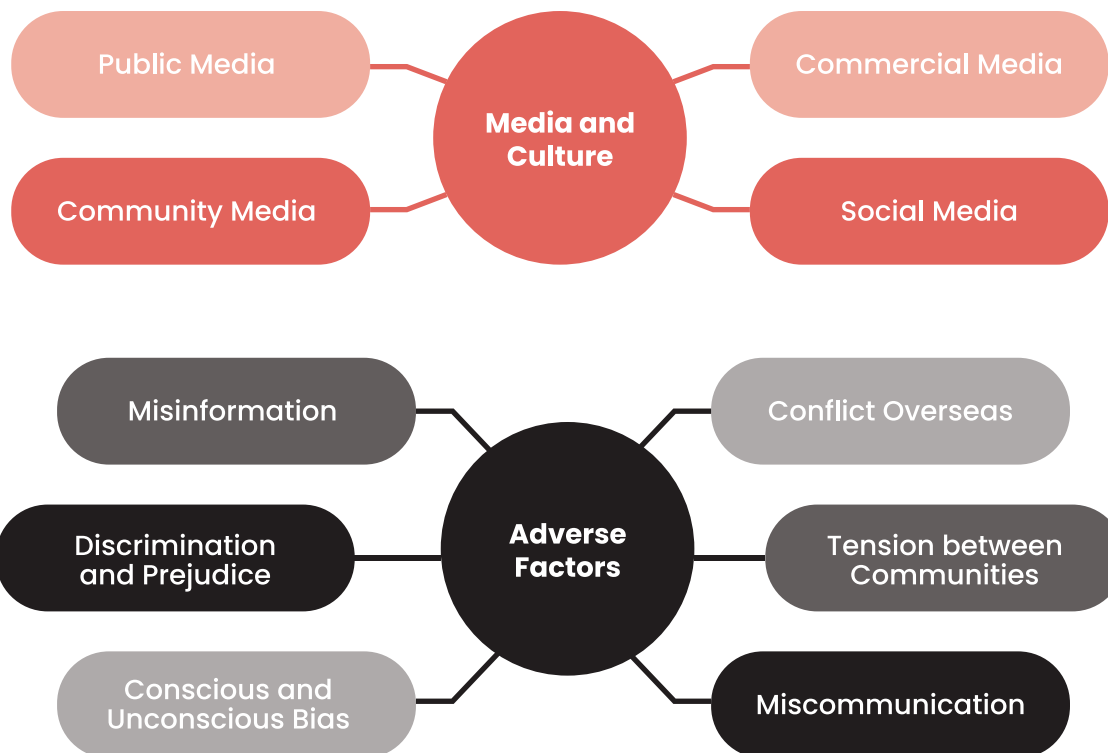 Public Media
Commercial Media
Media and
Culture
Community Media
Social Media
Misinformation
Conflict Overseas
Adverse
Factors
Discrimination
and Prejudice
Tension between
Communities
Conscious and
Unconscious Bias
Miscommunication